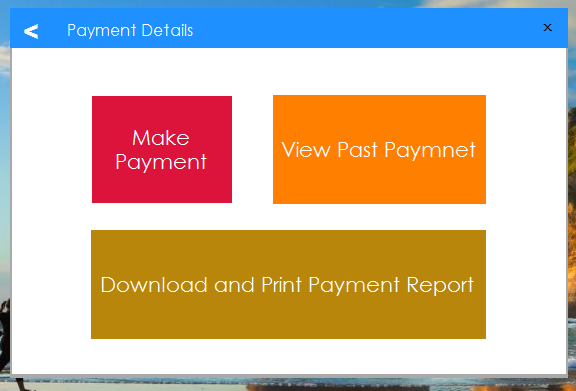 < Payment Details x
Make
Payment
View Past Paymnet
Download and Print Payment Report